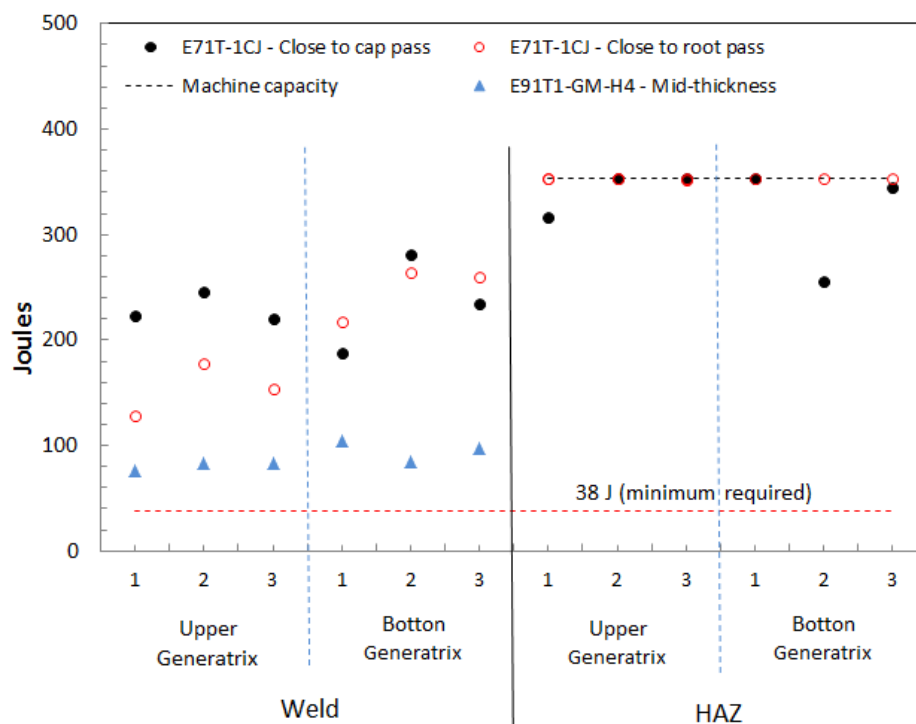 500
400
300
200
100
0
Joules
E71T-1CJ - Close to cap pass
E71T-1CJ - Close to root pass
Machine capacity
E91T1-GM-H4 - Mid-thickness
38 J (minimum required)
1 2 3 1 2 3 1 2 3 1 2 3
Upper Generatrix
Botton Generatrix
Upper Generatrix
Botton Generatrix
Weld
HAZ